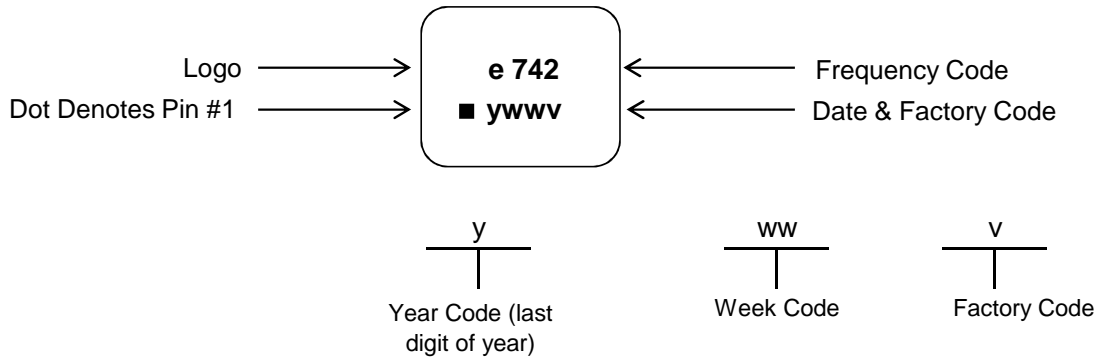 Logo
e 742
Frequency Code
Dot Denotes Pin #1
■ ywwv
Date & Factory Code
y
ww
v
Year Code (last
digit of year)
Week Code
Factory Code